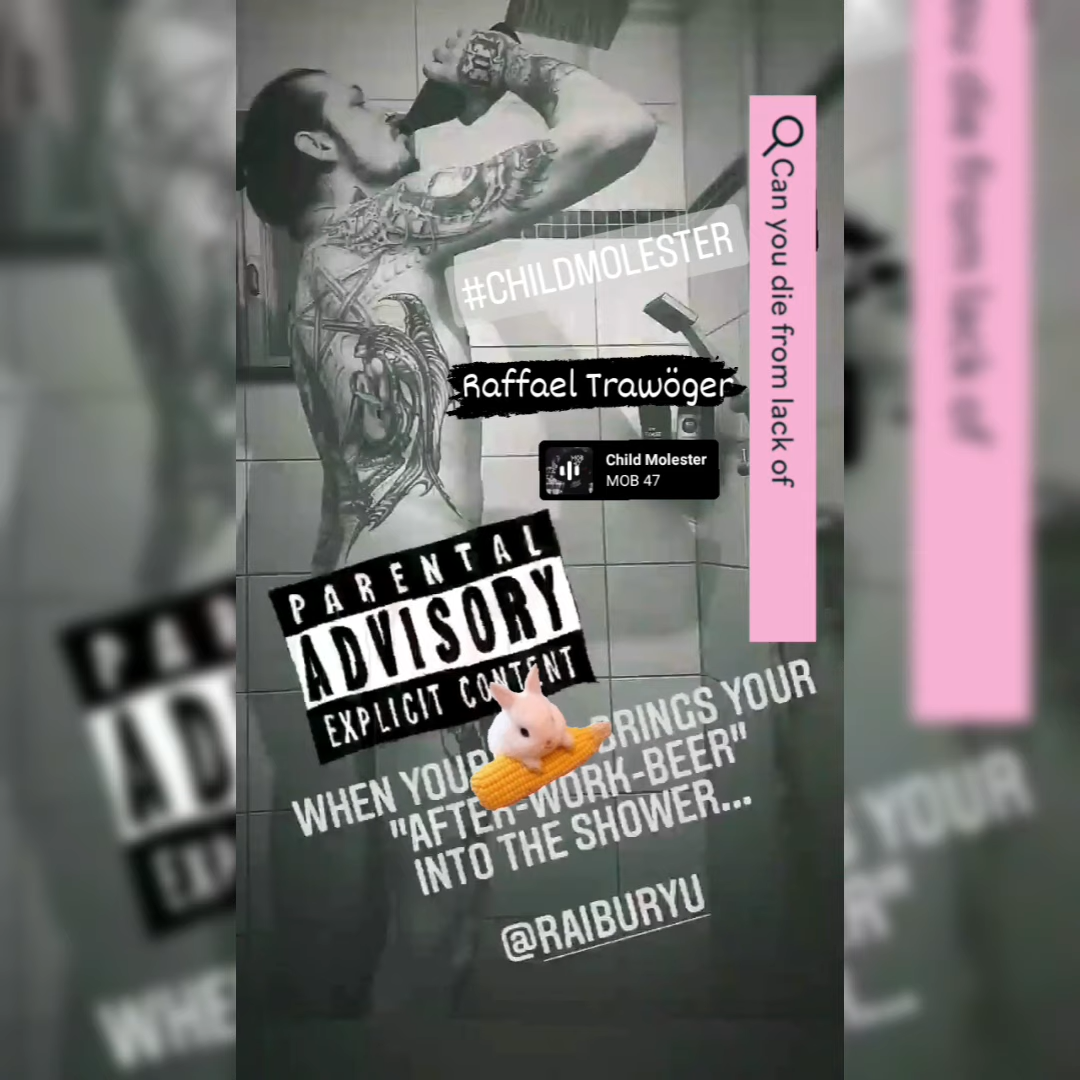 #CHILDMOLESTER
Raffael Trawöger
Child Molester
MOB 47
Can you die from lack of
PARENTAL
ADVISORY
EXPLICIT CONTENT
WHEN YOUR BRINGS YOUR
"AFTER-WORK-BEER"
INTO THE SHOWER...
@RAIBURYU